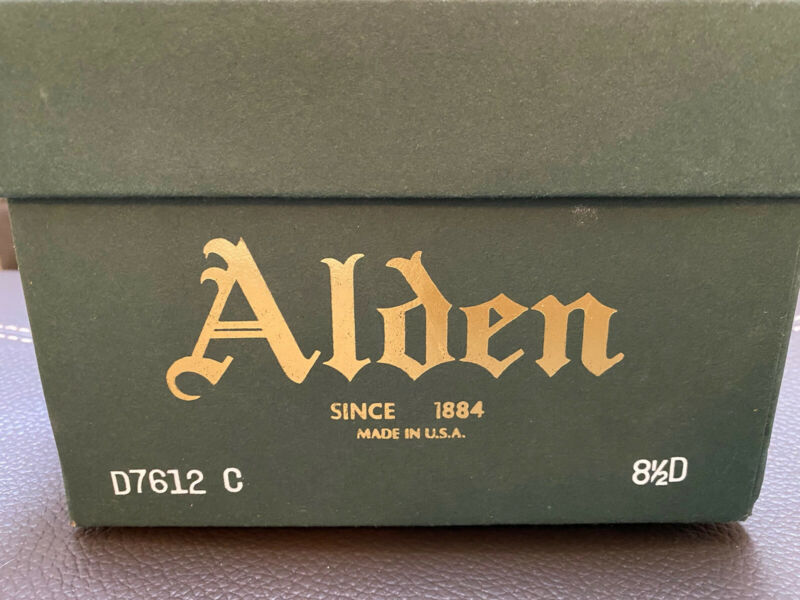 Alden
SINCE 1884
MADE IN U.S.A.
D7612 C 8½D